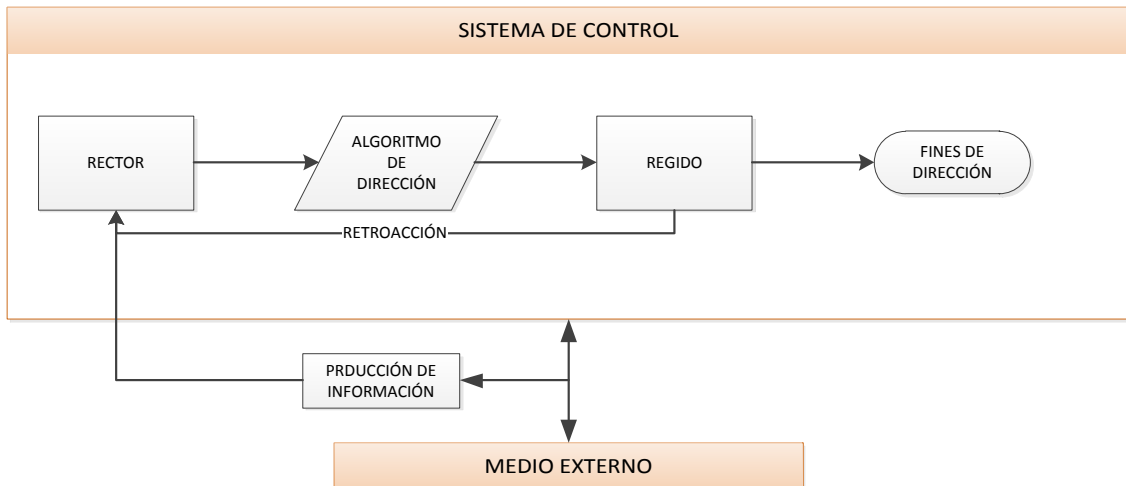 SISTEMA DE CONTROL
RECTOR
ALGORITMO
DE
DIRECCIÓN
REGIDO
FINES DE
DIRECCIÓN
RETROACCIÓN
PRDUCCIÓN DE
INFORMACIÓN
MEDIO EXTERNO